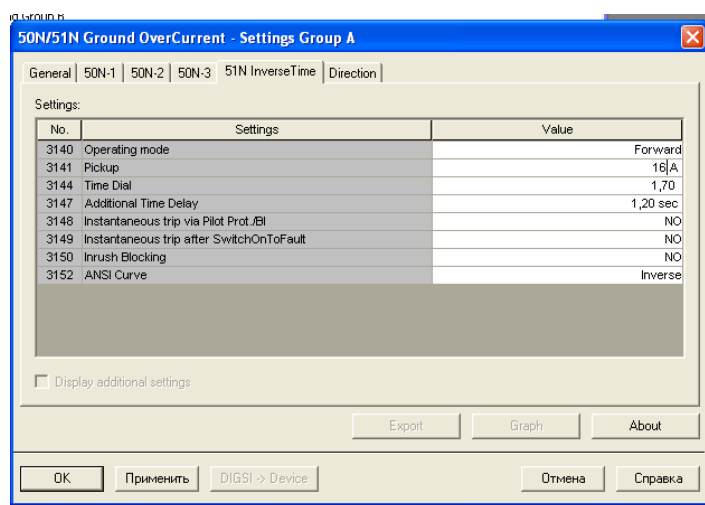 50N/51N Ground OverCurrent - Settings Group A
General 50N-1 50N-2 50N-3 51N InverseTime Direction
Settings:
No. Settings Value
3140 Operating mode Forward
3141 Pickup 16 A
3144 Time Dial 1,70
3147 Additional Time Delay 1,20 sec
3148 Instantaneous trip via Pilot Prot./BI NO
3149 Instantaneous trip after SwitchOnToFault NO
3150 Inrush Blocking NO
3152 ANSI Curve Inverse
Display additional settings
Export Graph About
OK Применить DIGSI -> Device Отмена Справка